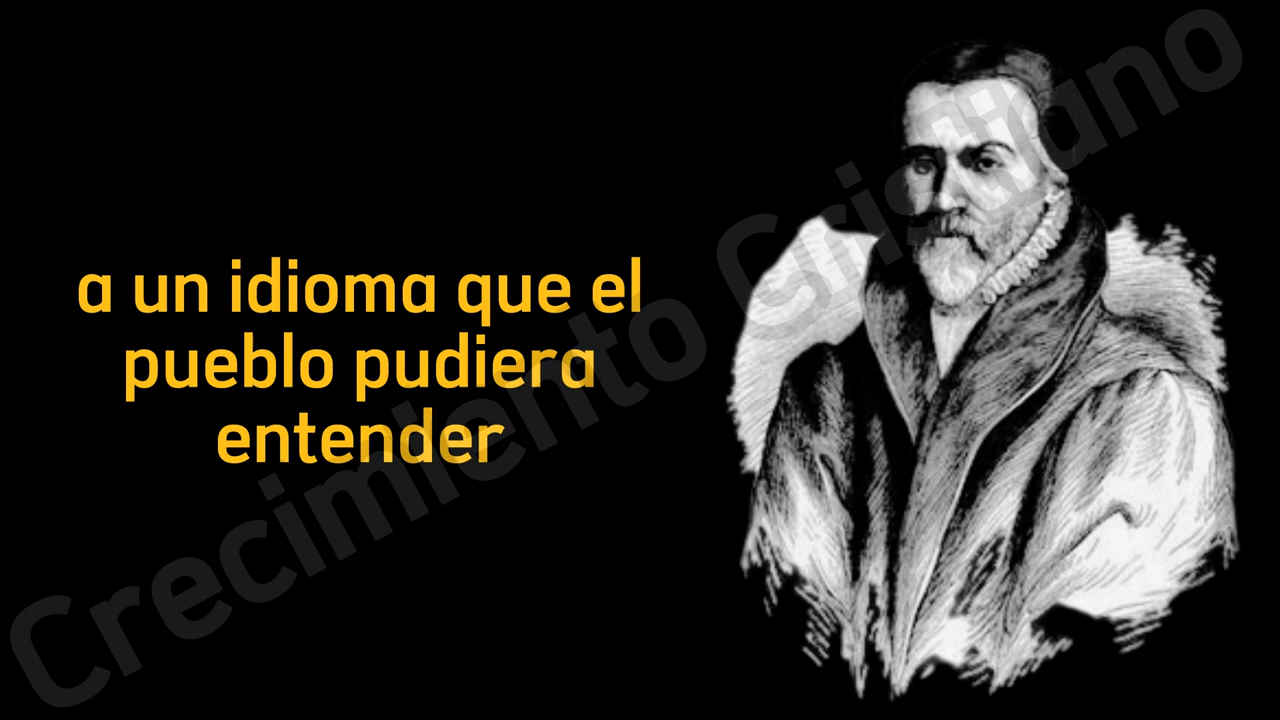 a un idioma que el
pueblo pudiera
entender
Crecimiento Cristiano